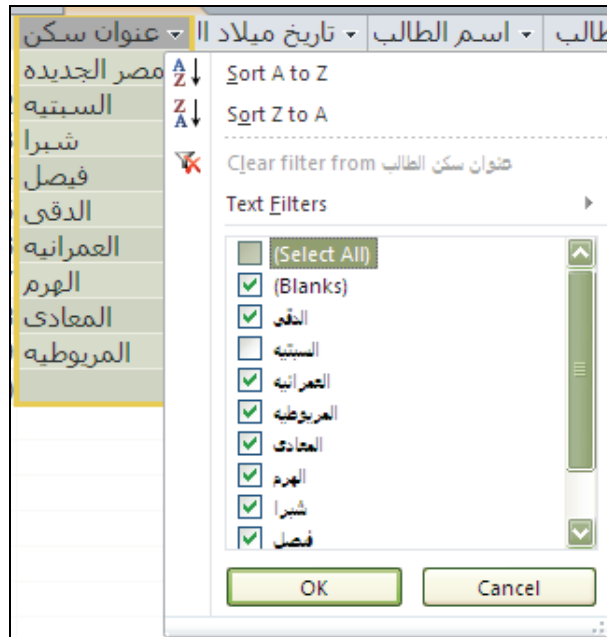 عنوان سكن
تاريخ ميلاد ال
اسم الطالب
طالب
مصر الجديده
السبتيه
شبرا
فيصل
الدقى
العمرانيه
الهرم
المعادى
المريوطيه
Sort A to Z
Sort Z to A
Clear filter from عنوان سكن الطالب
Text Filters
(Select All)
(Blanks)
الدقى
السبتيه
العمرانيه
المريوطيه
المعادى
الهرم
شبرا
فيصل
OK
Cancel